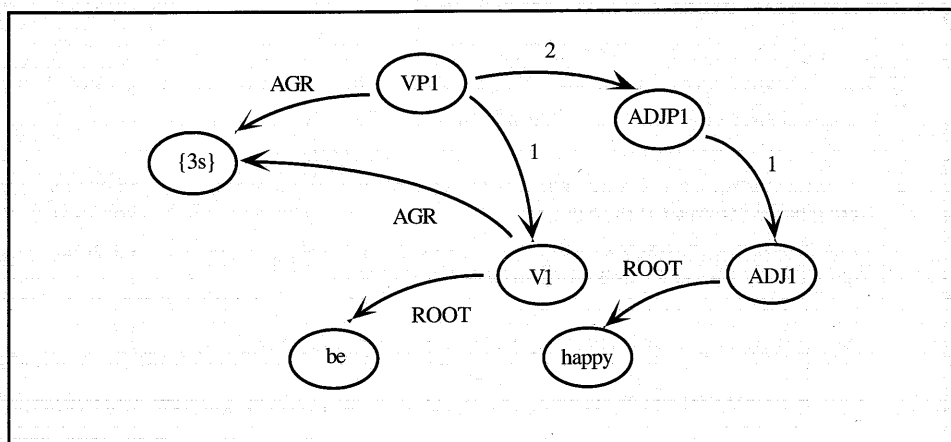 2
AGR
VP1
ADJP1
{3s}
1
1
AGR
V1
ROOT
ADJ1
ROOT
be
happy